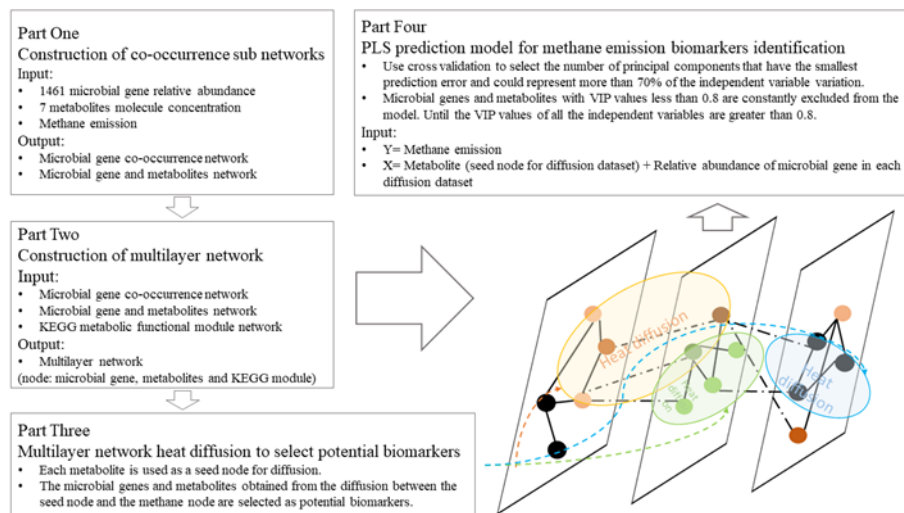 Part One
Construction of co-occurrence sub networks
Input:
• 1461 microbial gene relative abundance
• 7 metabolites molecule concentration
• Methane emission
Output:
• Microbial gene co-occurrence network
• Microbial gene and metabolites network
Part Two
Construction of multilayer network
Input:
• Microbial gene co-occurrence network
• Microbial gene and metabolites network
• KEGG metabolic functional module network
Output:
• Multilayer network
(node: microbial gene, metabolites and KEGG module)
Part Three
Multilayer network heat diffusion to select potential biomarkers
• Each metabolite is used as a seed node for diffusion.
• The microbial genes and metabolites obtained from the diffusion between the
seed node and the methane node are selected as potential biomarkers.
Part Four
PLS prediction model for methane emission biomarkers identification
• Use cross validation to select the number of principal components that have the smallest
prediction error and could represent more than 70% of the independent variable variation.
• Microbial genes and metabolites with VIP values less than 0.8 are constantly excluded from the
model. Until the VIP values of all the independent variables are greater than 0.8.
Input:
• Y= Methane emission
• X= Metabolite (seed node for diffusion dataset) + Relative abundance of microbial gene in each
diffusion dataset
Heat diffusion
Heat
diffusion